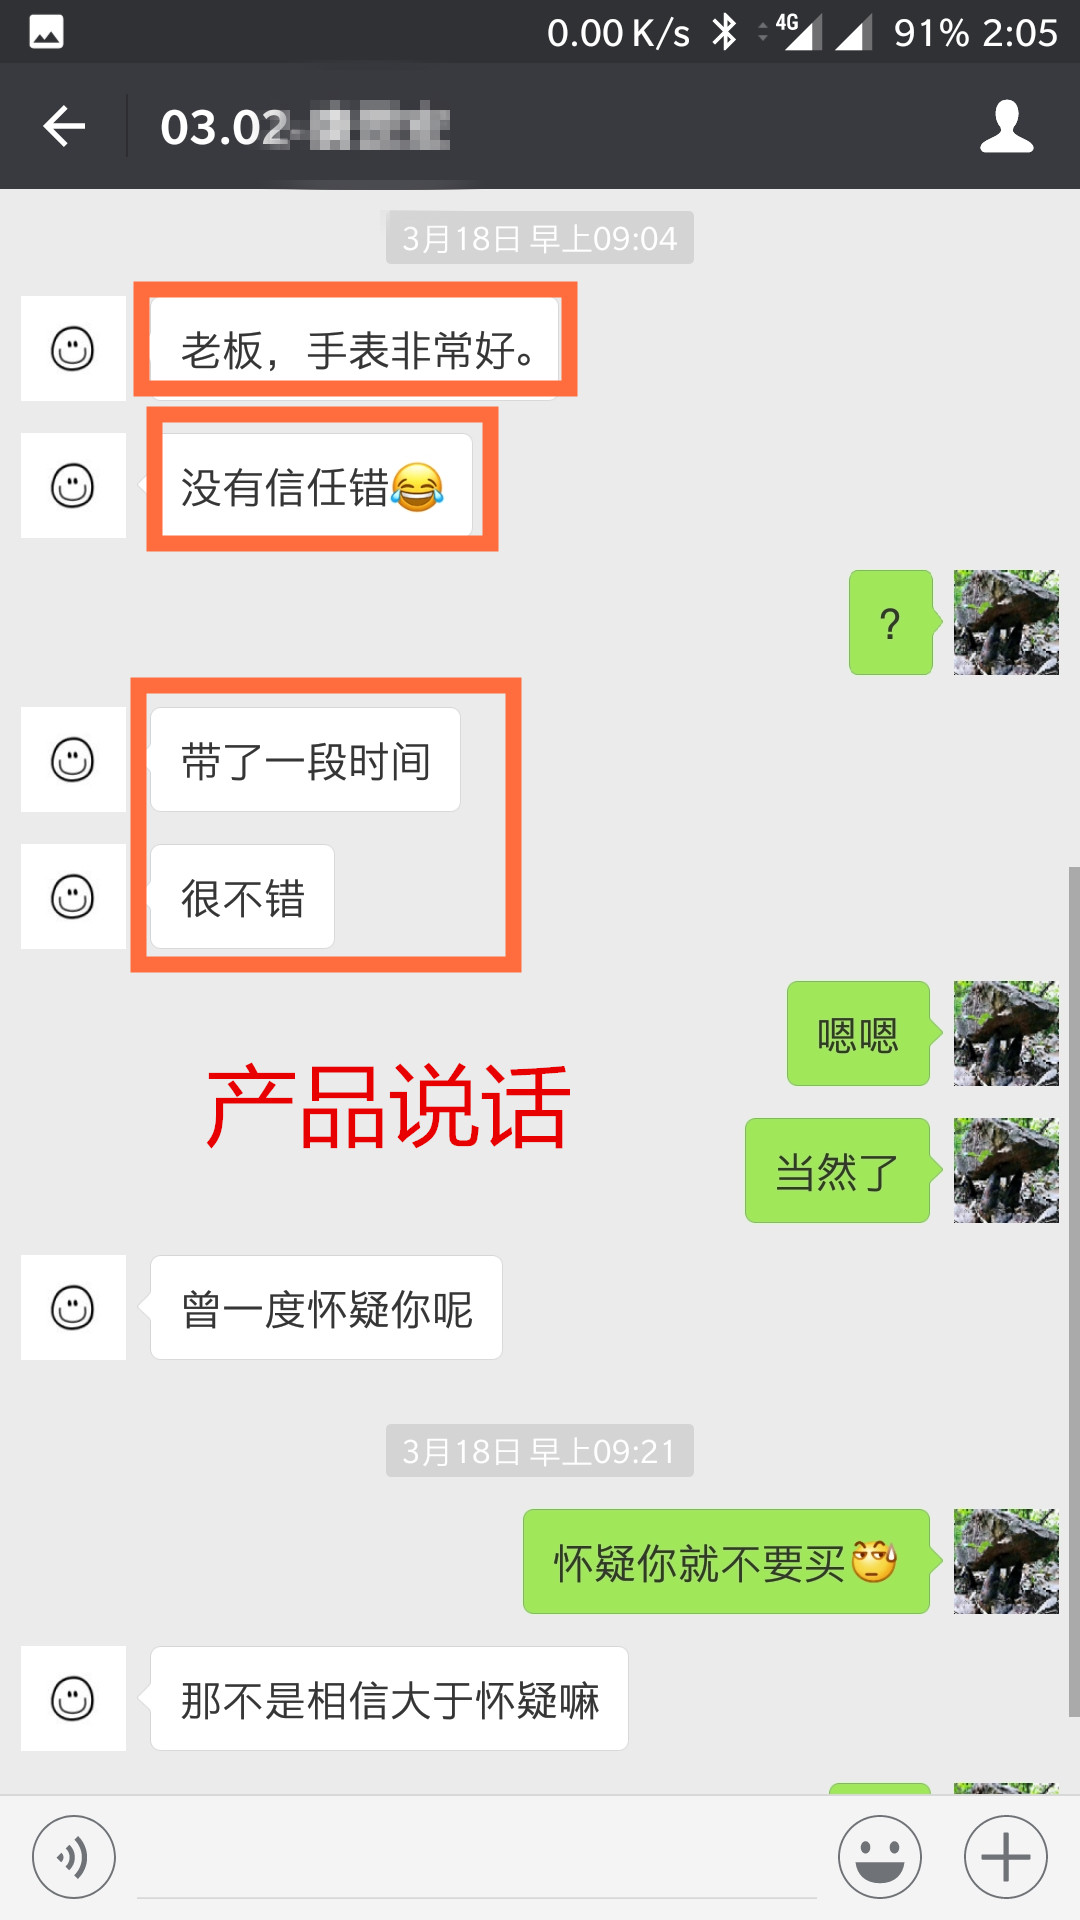 0.00 K/s 4G 91% 2:05
03.02-
3月18日 早上09:04
老板，手表非常好。
没有信任错😂
?
带了一段时间
很不错
嗯嗯
产品说话
当然了
曾一度怀疑你呢
3月18日 早上09:21
怀疑你就不要买😓
那不是相信大于怀疑嘛